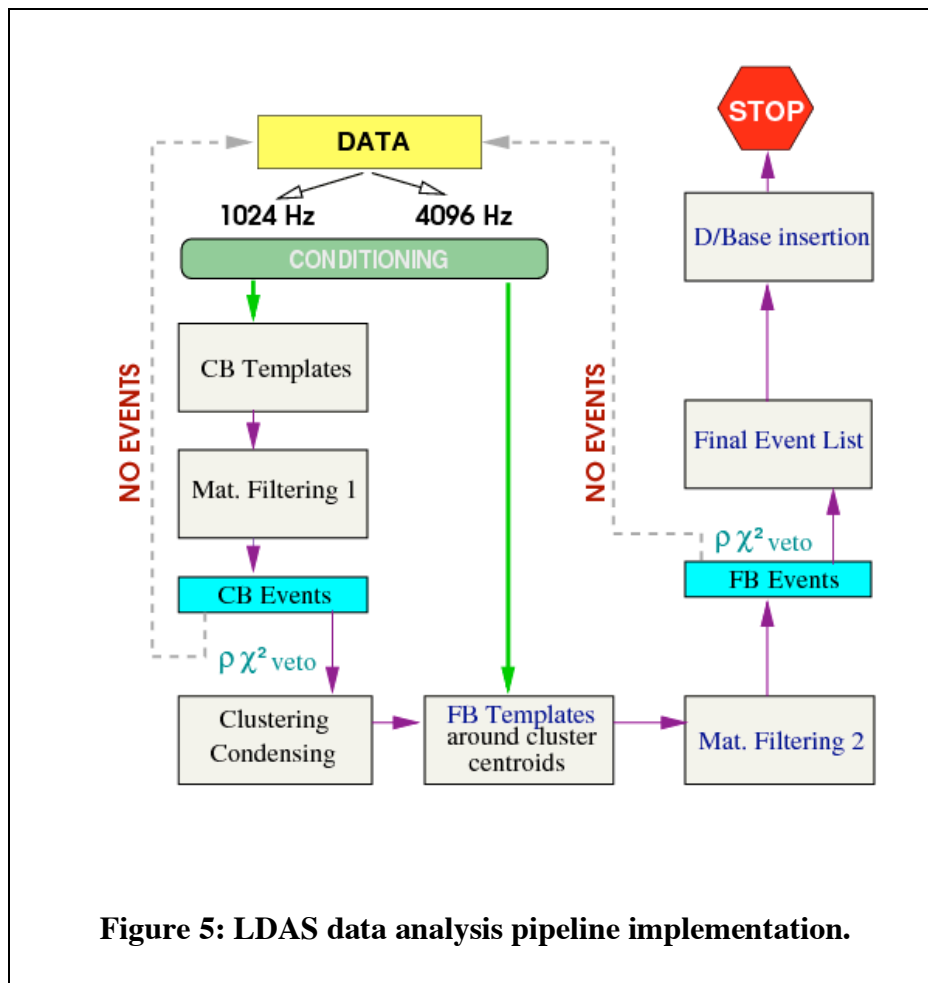 STOP
DATA
1024 Hz
4096 Hz
CONDITIONING
CB Templates
Mat. Filtering 1
CB Events
ρ χ² veto
NO EVENTS
Clustering
Condensing
FB Templates
around cluster
centroids
Mat. Filtering 2
FB Events
ρ χ² veto
NO EVENTS
Final Event List
D/Base insertion
Figure 5: LDAS data analysis pipeline implementation.